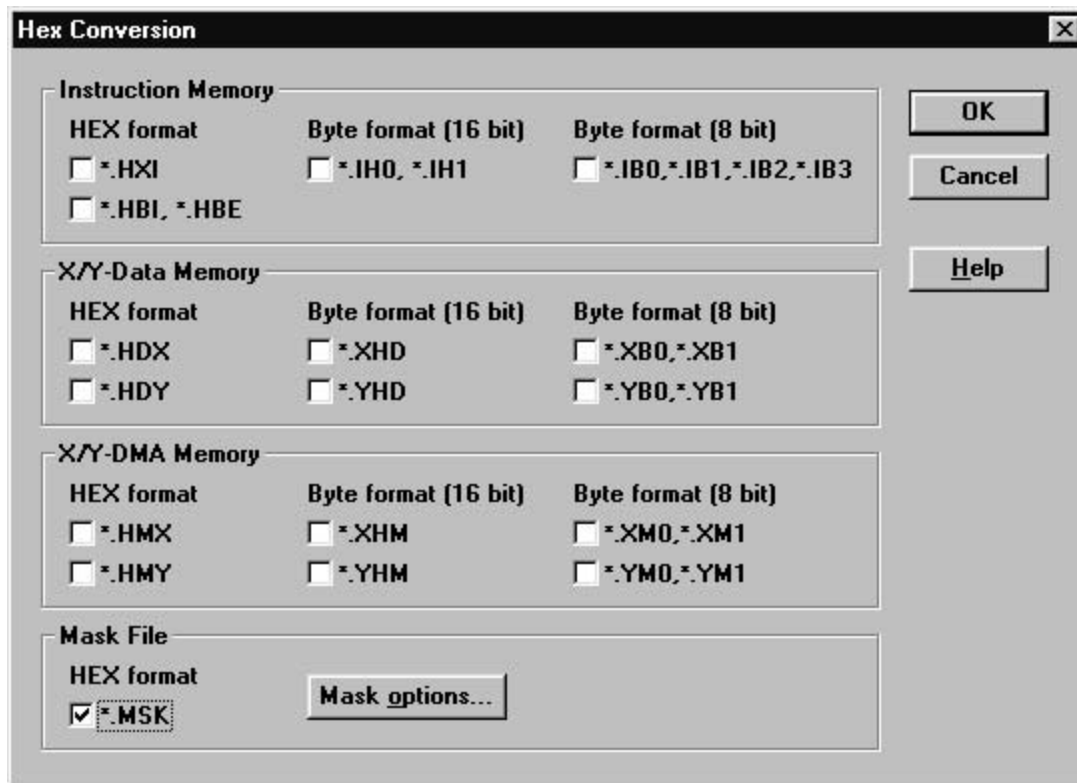 Hex Conversion
Instruction Memory
HEX format Byte format (16 bit) Byte format (8 bit)
*.HXI *.IH0, *.IH1 *.IB0,*.IB1,*.IB2,*.IB3
*.HBI, *.HBE
X/Y-Data Memory
HEX format Byte format (16 bit) Byte format (8 bit)
*.HDX *.XHD *.XB0,*.XB1
*.HDY *.YHD *.YB0,*.YB1
X/Y-DMA Memory
HEX format Byte format (16 bit) Byte format (8 bit)
*.HMX *.XHM *.XM0,*.XM1
*.HMY *.YHM *.YM0,*.YM1
Mask File
HEX format
*.MSK
Mask options...
OK
Cancel
Help